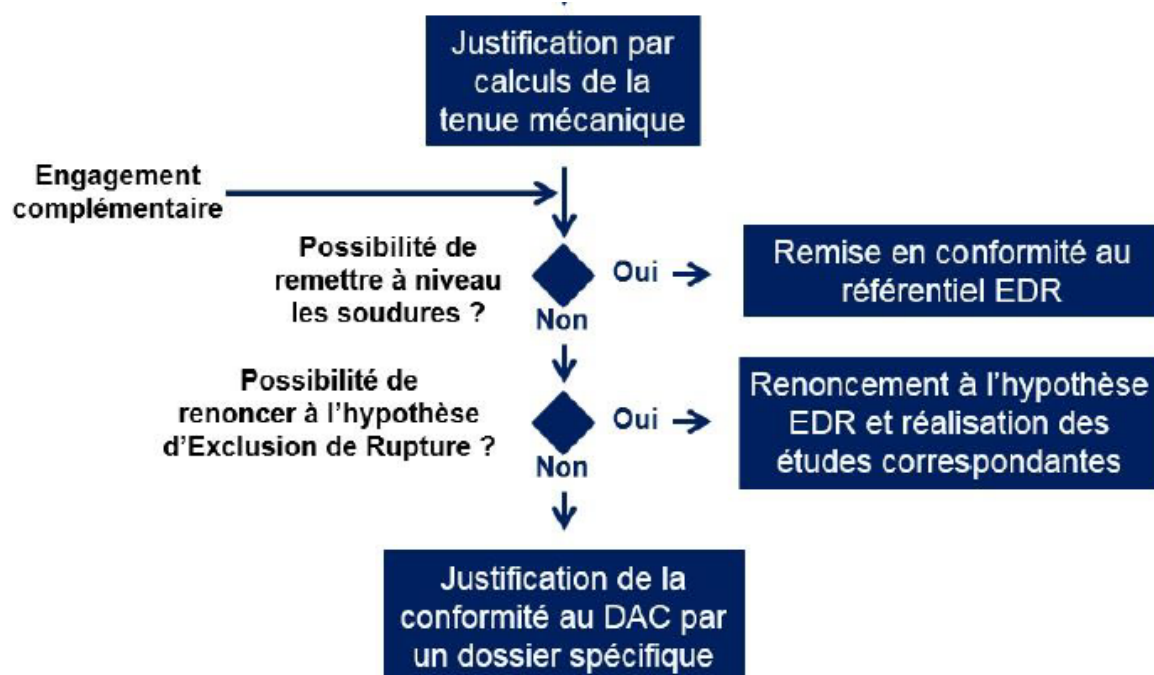 Justification par
calculs de la
tenue mécanique
Engagement
complémentaire
Possibilité de
remettre à niveau
les soudures ?
Oui
Remise en conformité au
référentiel EDR
Non
Possibilité de
renoncer à l'hypothèse
d'Exclusion de Rupture ?
Oui
Renoncement à l'hypothèse
EDR et réalisation des
études correspondantes
Non
Justification de la
conformité au DAC par
un dossier spécifique